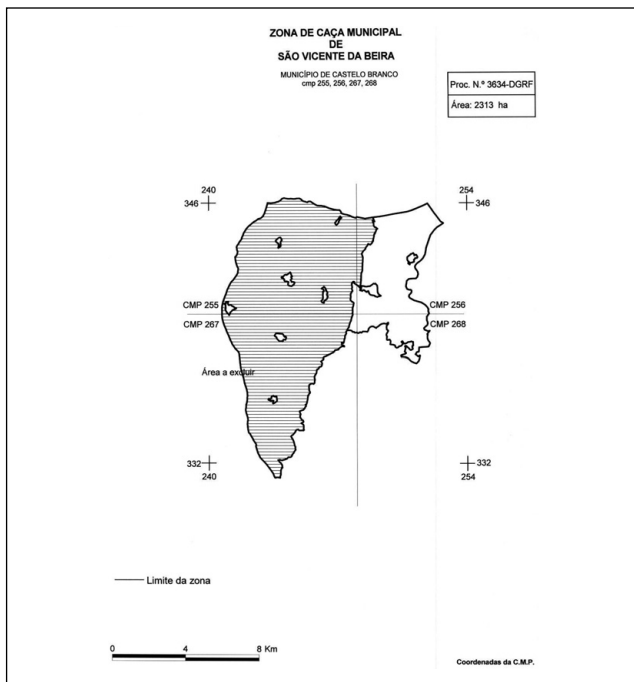 ZONA DE CAÇA MUNICIPAL
DE
SÃO VICENTE DA BEIRA
MUNICÍPIO DE CASTELO BRANCO
cmp 255, 256, 267, 268
Proc. N.º 3634-DGRF
Área: 2313 ha
240
346
254
346
CMP 255
CMP 256
CMP 267
CMP 268
Área a excluir
332
240
332
254
Limite da zona
0 4 8 Km
Coordenadas da C.M.P.